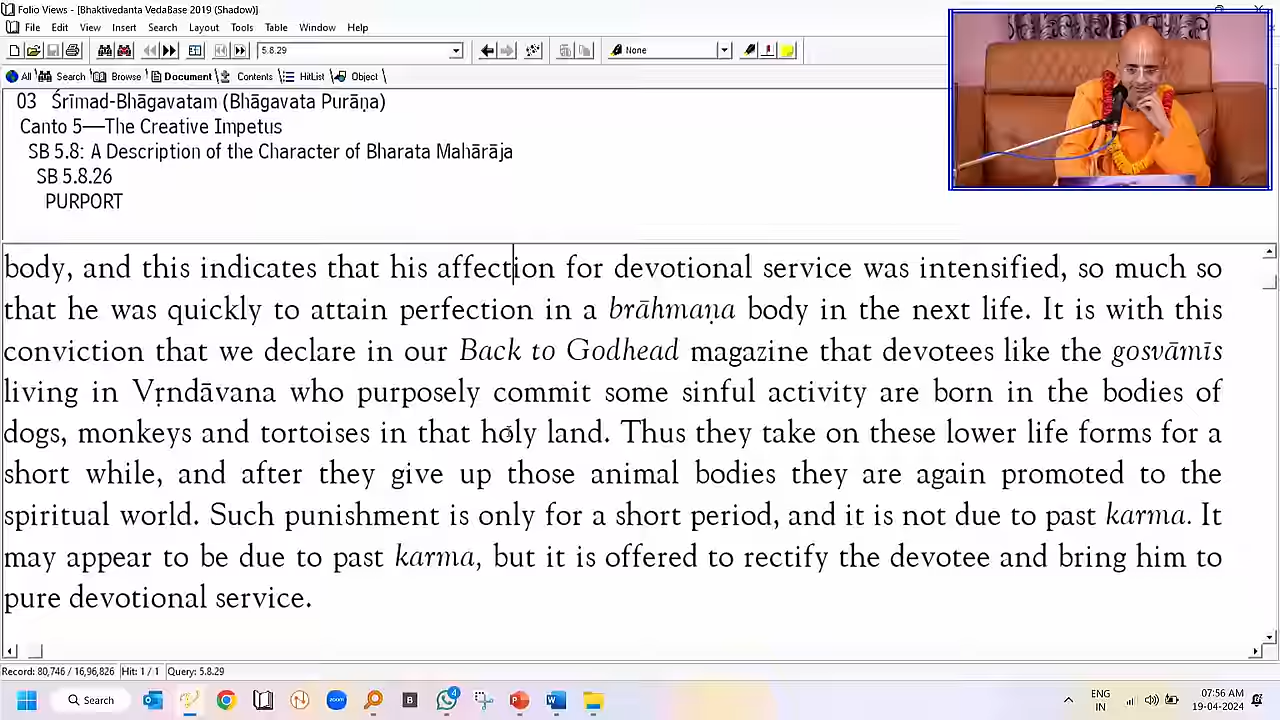 Folio Views - [Bhaktivedanta VedaBase 2019 (Shadow)]
File Edit View Insert Search Layout Tools Table Window Help
5.8.29 None
All Search Browse Document Contents HitList Object
03 Śrīmad-Bhāgavatam (Bhāgavata Purāṇa)
Canto 5—The Creative Impetus
SB 5.8: A Description of the Character of Bharata Mahārāja
SB 5.8.26
PURPORT
body, and this indicates that his affection for devotional service was intensified, so much so
that he was quickly to attain perfection in a brāhmaṇa body in the next life. It is with this
conviction that we declare in our Back to Godhead magazine that devotees like the gosvāmīs
living in Vṛndāvana who purposely commit some sinful activity are born in the bodies of
dogs, monkeys and tortoises in that holy land. Thus they take on these lower life forms for a
short while, and after they give up those animal bodies they are again promoted to the
spiritual world. Such punishment is only for a short period, and it is not due to past karma. It
may appear to be due to past karma, but it is offered to rectify the devotee and bring him to
pure devotional service.
Record: 80,746 / 16,96,826 Hit: 1 / 1 Query: 5.8.29
Search zoom B 4 ENG 07:56 AM
IN 19-04-2024